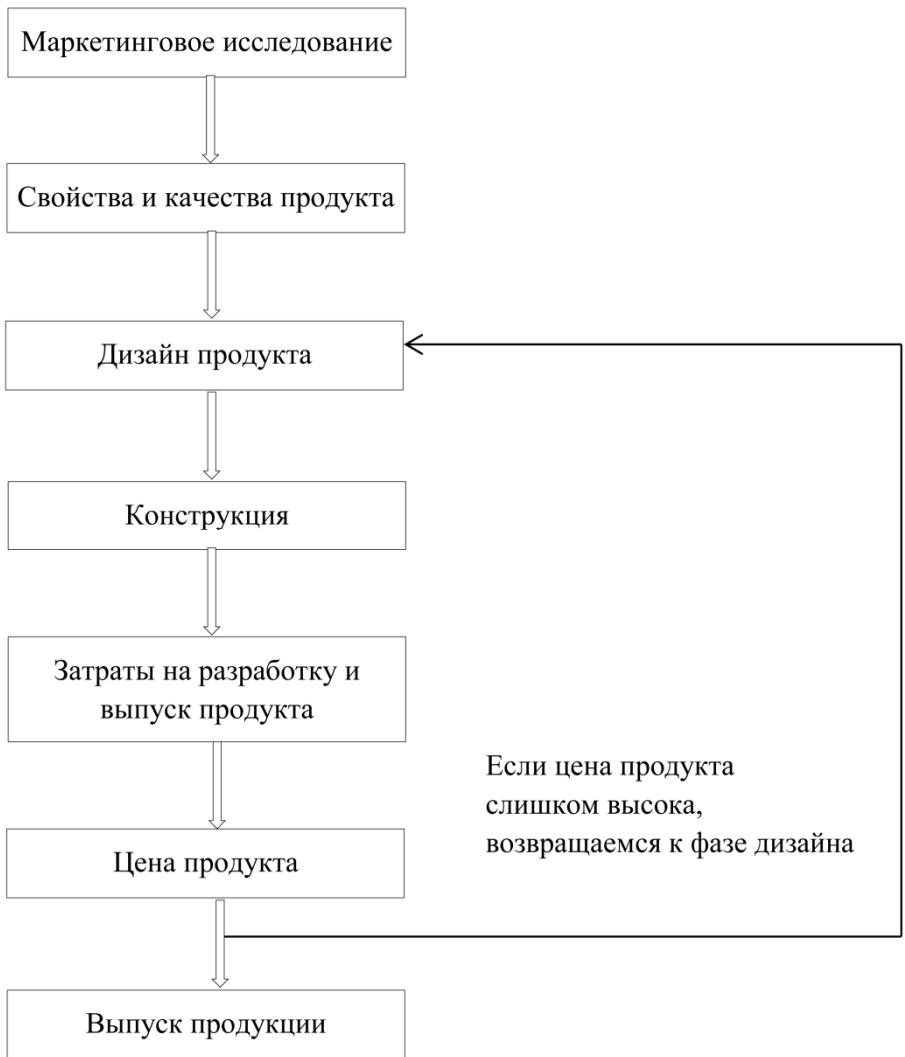 Маркетинговое исследование
Свойства и качества продукта
Дизайн продукта
Конструкция
Затраты на разработку и
выпуск продукта
Если цена продукта
слишком высока,
возвращаемся к фазе дизайна
Цена продукта
Выпуск продукции